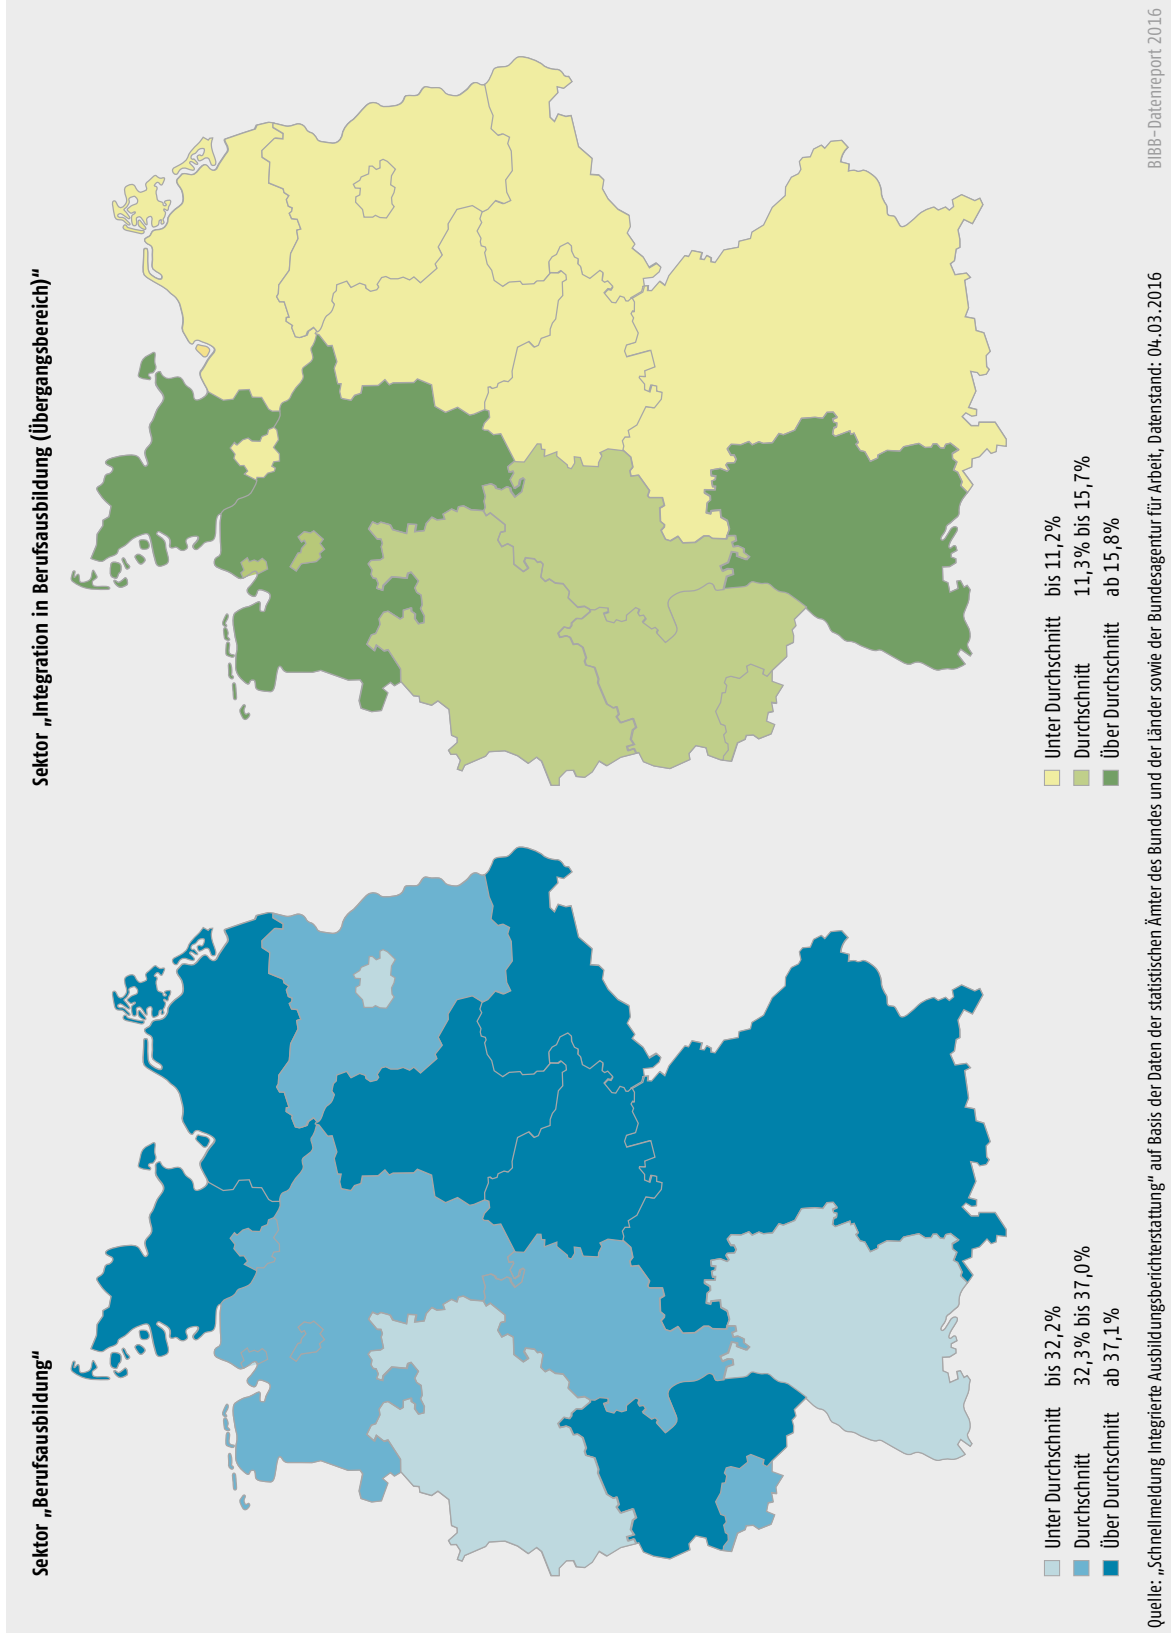 Sektor „Berufsausbildung“
Unter Durchschnitt bis 32,2%
Durchschnitt 32,3% bis 37,0%
Über Durchschnitt ab 37,1%
Sektor „Integration in Berufsausbildung (Übergangsbereich)“
Unter Durchschnitt bis 11,2%
Durchschnitt 11,3% bis 15,7%
Über Durchschnitt ab 15,8%
Quelle: „Schnellmeldung Integrierte Ausbildungsberichterstattung“ auf Basis der Daten der statistischen Ämter des Bundes und der Länder sowie der Bundesagentur für Arbeit, Datenstand: 04.03.2016
BIBB-Datenreport 2016